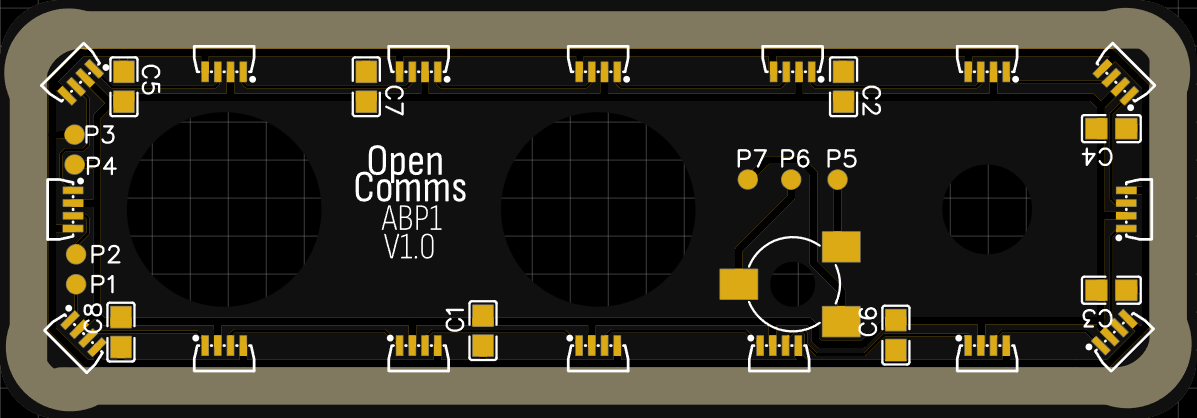 C5
C7
C2
P3
P4
C4
Open
Comms
ABP1
V1.0
P7 P6 P5
P2
P1
C8
C1
C6
C3